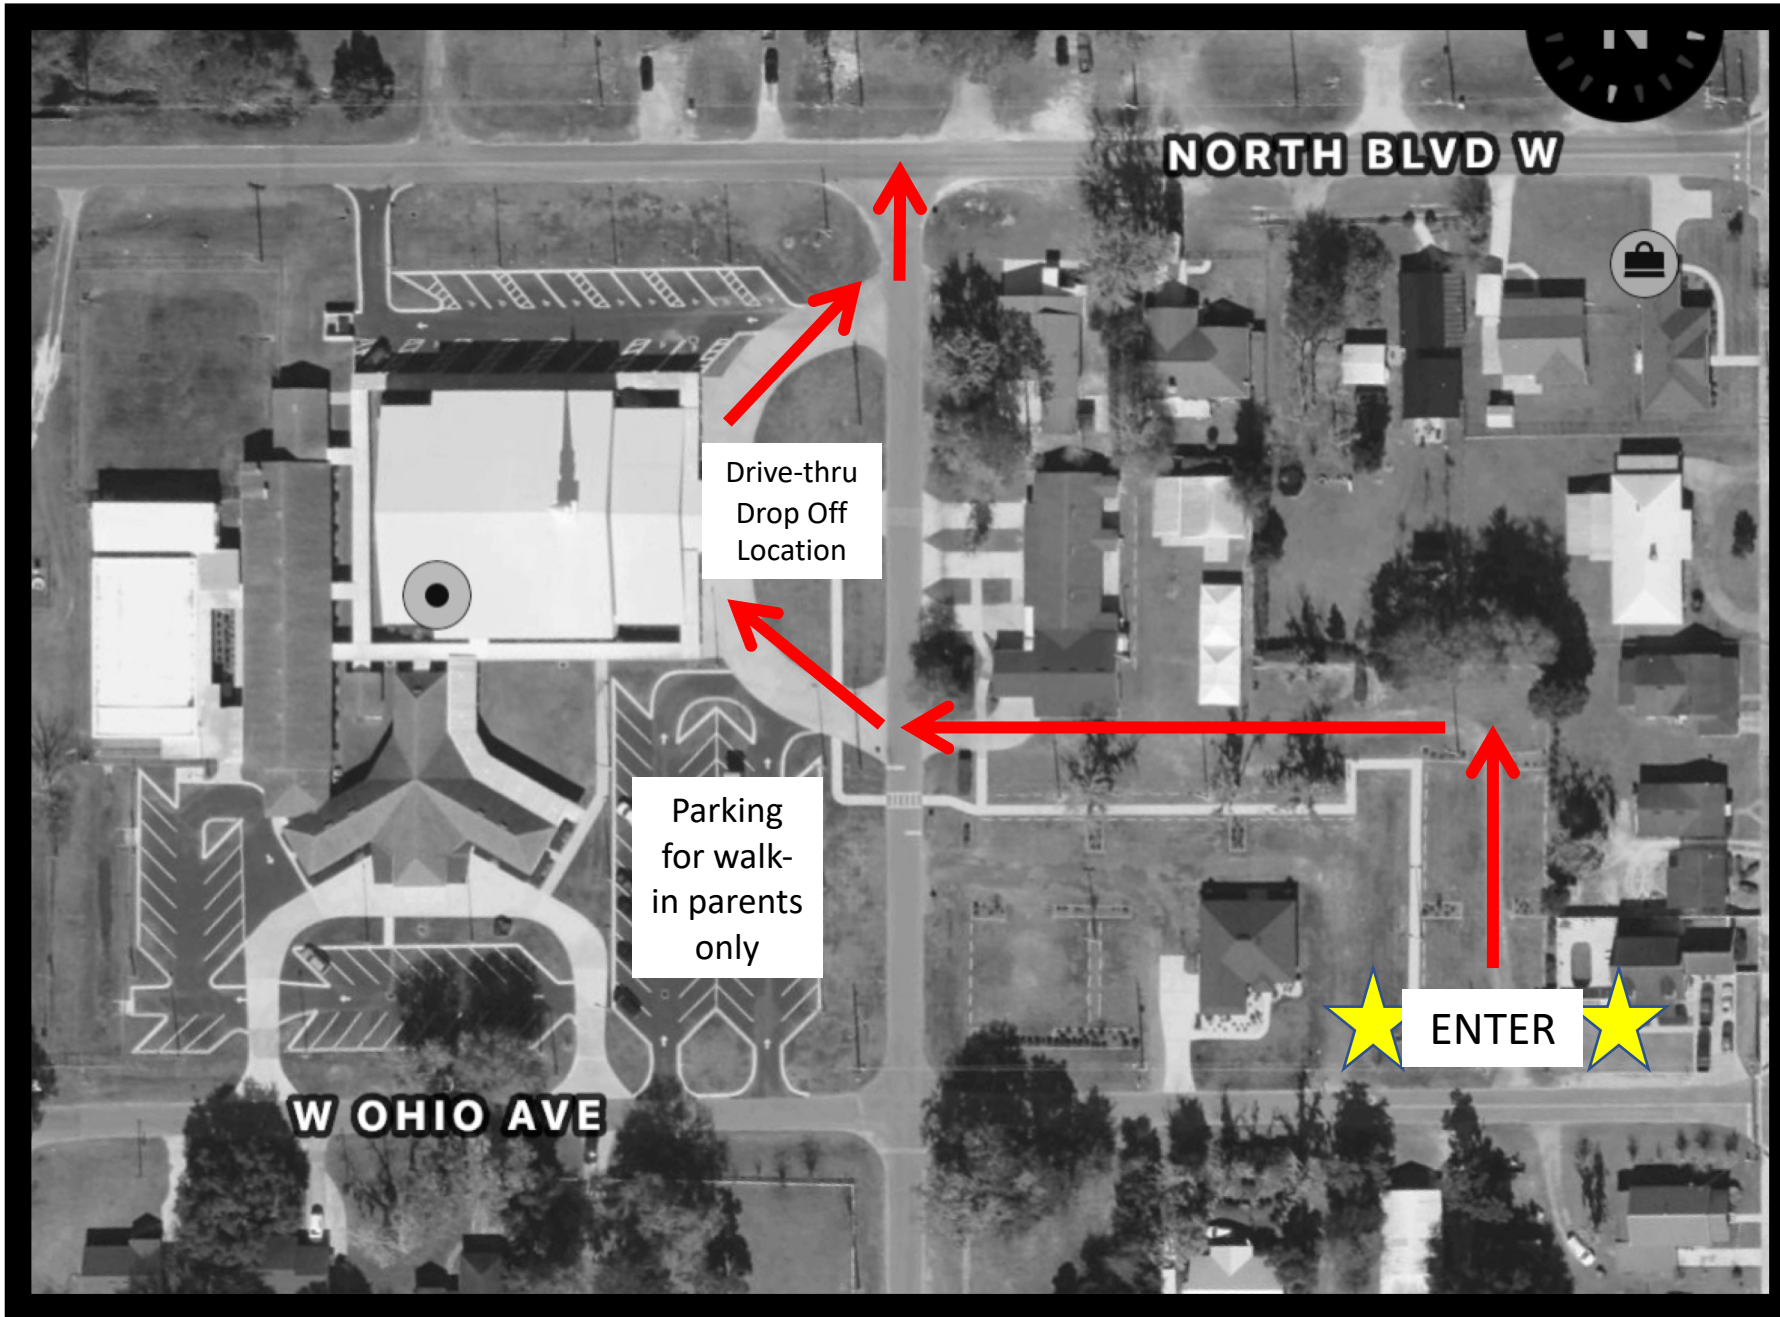 N
NORTH BLVD W
Drive-thru
Drop Off
Location
Parking
for walk-
in parents
only
ENTER
W OHIO AVE